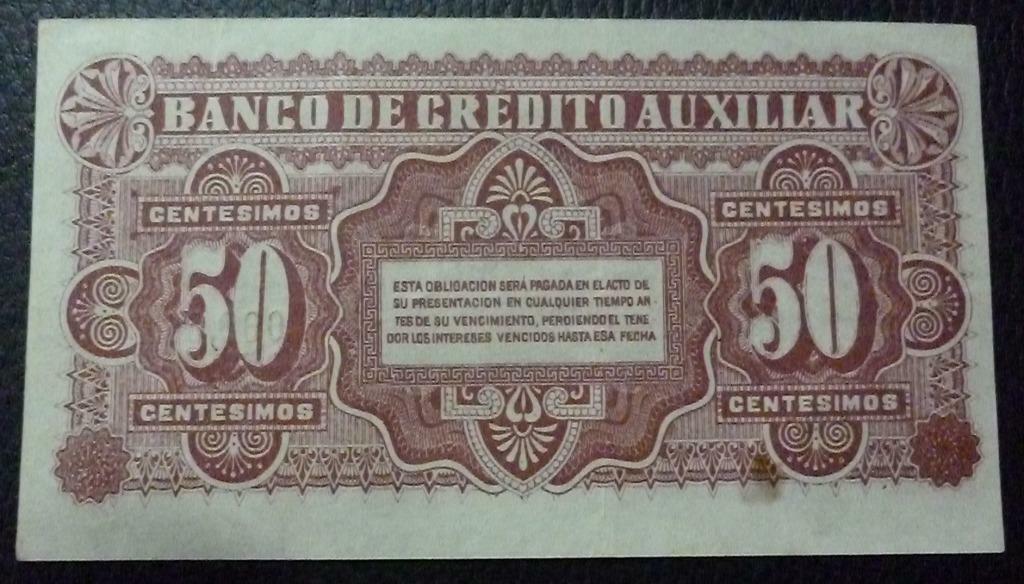 BANCO DE CREDITO AUXILIAR
CENTESIMOS
CENTESIMOS
50
50
ESTA OBLIGACION SERÁ PAGADA EN EL ACTO DE
SU PRESENTACION EN CUALQUIER TIEMPO AN-
TES DE SU VENCIMIENTO, PERDIENDO EL TENE
DOR LOS INTERESES VENCIDOS HASTA ESA FECHA
CENTESIMOS
CENTESIMOS